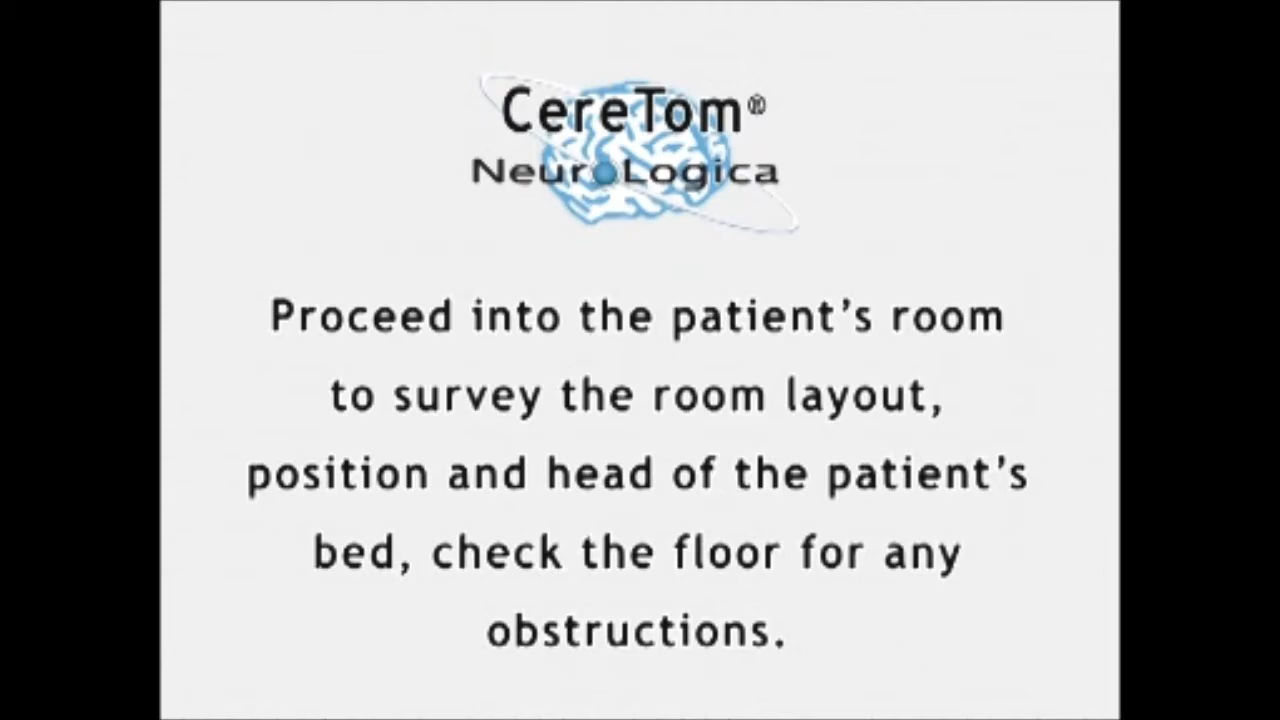 CereTom®
NeuroLogica
Proceed into the patient’s room
to survey the room layout,
position and head of the patient’s
bed, check the floor for any
obstructions.